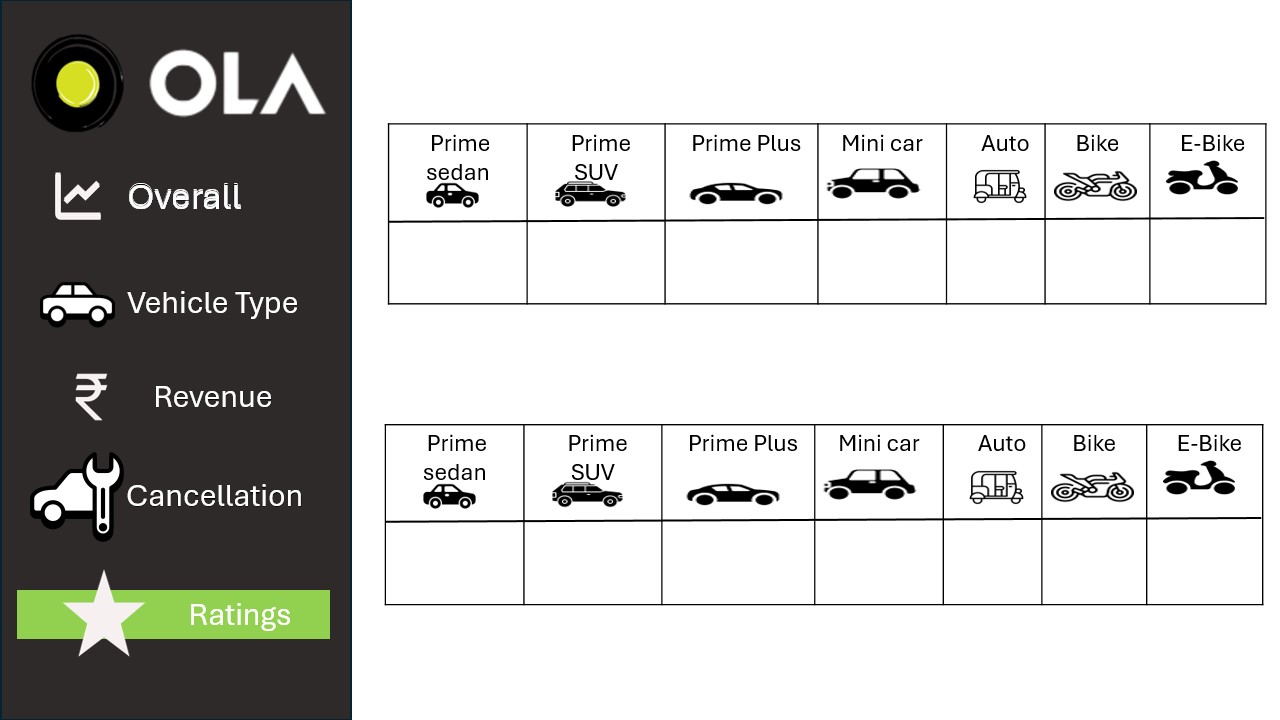 OLA
Overall
Vehicle Type
₹ Revenue
Cancellation
Ratings
Prime sedan
Prime SUV
Prime Plus
Mini car
Auto
Bike
E-Bike
Prime sedan
Prime SUV
Prime Plus
Mini car
Auto
Bike
E-Bike